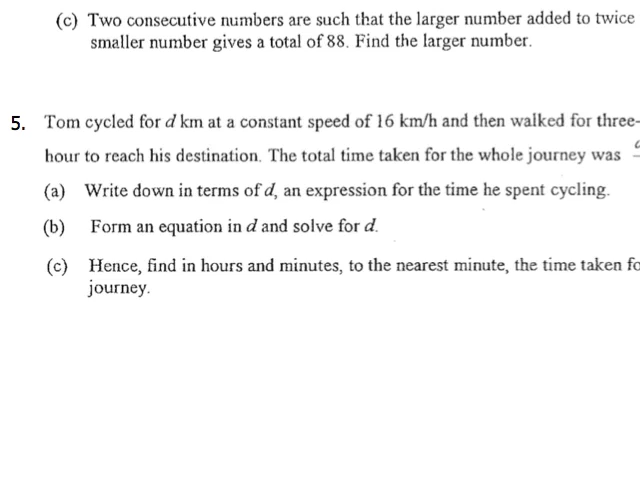 (c) Two consecutive numbers are such that the larger number added to twice
smaller number gives a total of 88. Find the larger number.
5. Tom cycled for d km at a constant speed of 16 km/h and then walked for three-
hour to reach his destination. The total time taken for the whole journey was
(a) Write down in terms of d, an expression for the time he spent cycling.
(b) Form an equation in d and solve for d.
(c) Hence, find in hours and minutes, to the nearest minute, the time taken fo
journey.